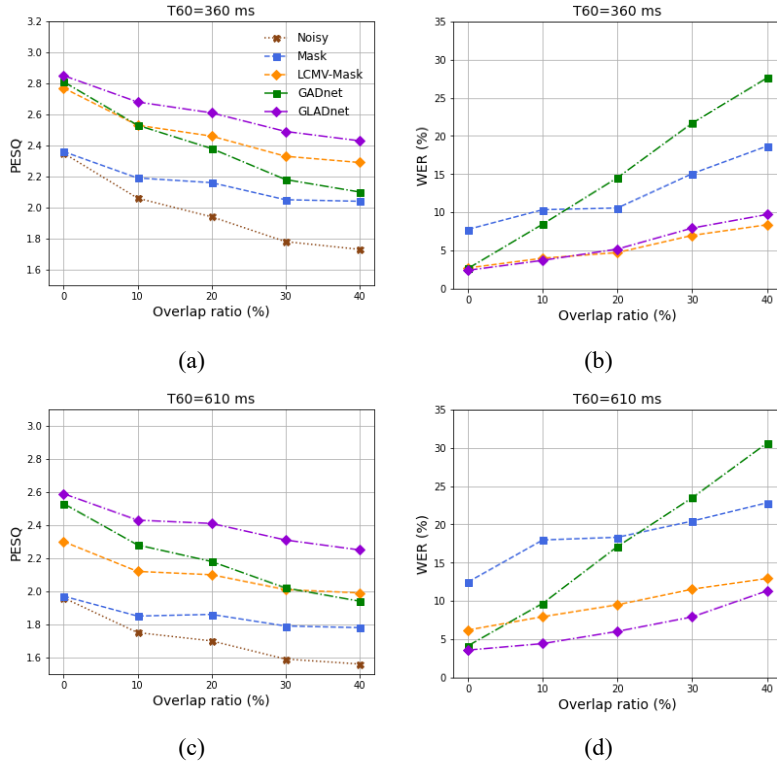 T60=360 ms
3.2
3.0
2.8
2.6
2.4
2.2
2.0
1.8
1.6
PESQ
Noisy
Mask
LCMV-Mask
GADnet
GLADnet
0 10 20 30 40
Overlap ratio (%)
(a)
T60=360 ms
35
30
25
20
15
10
5
0
WER (%)
0 10 20 30 40
Overlap ratio (%)
(b)
T60=610 ms
3.0
2.8
2.6
2.4
2.2
2.0
1.8
1.6
PESQ
0 10 20 30 40
Overlap ratio (%)
(c)
T60=610 ms
35
30
25
20
15
10
5
0
WER (%)
0 10 20 30 40
Overlap ratio (%)
(d)